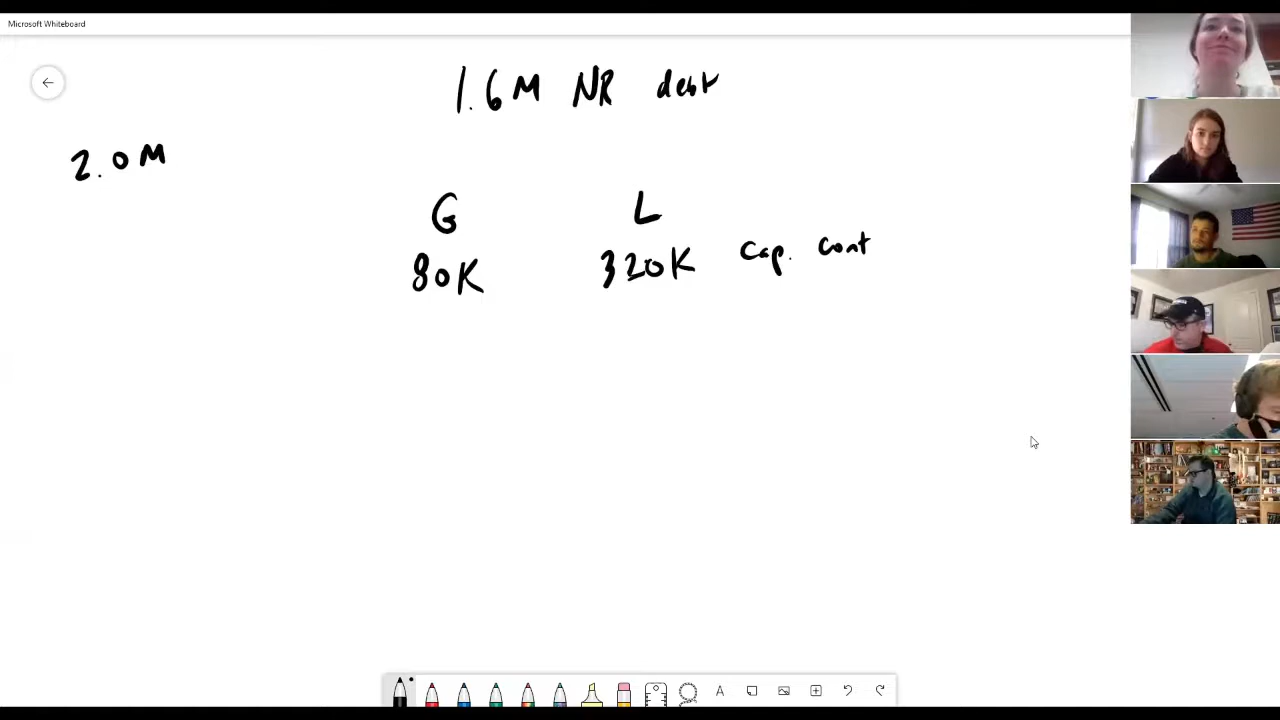 Microsoft Whiteboard
1.6M NR debt
2.0M
G L
80K 320K cap. cont
A